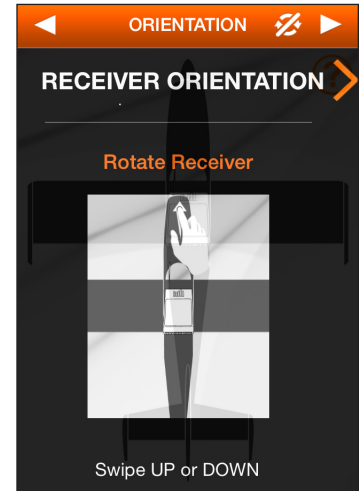 ORIENTATION
RECEIVER ORIENTATION
Rotate Receiver
Swipe UP or DOWN